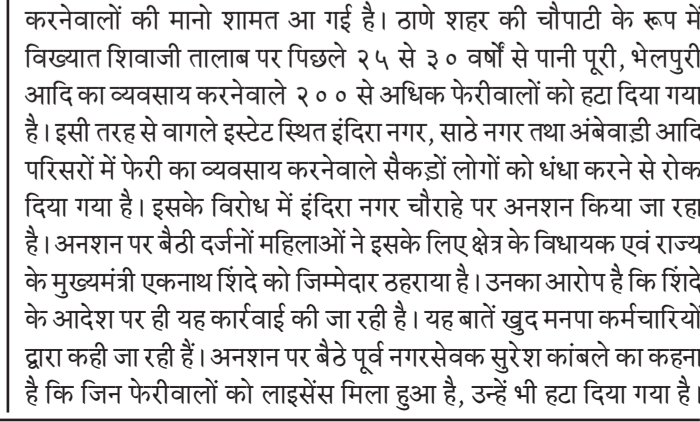 करनेवालों की मानो शामत आ गई है। ठाणे शहर की चौपाटी के रूप में
विख्यात शिवाजी तालाब पर पिछले २५ से ३० वर्षों से पानी पूरी, भेलपुरी
आदि का व्यवसाय करनेवाले २०० से अधिक फेरीवालों को हटा दिया गया
है। इसी तरह से वागले इस्टेट स्थित इंदिरा नगर, साठे नगर तथा अंबेवाड़ी आदि
परिसरों में फेरी का व्यवसाय करनेवाले सैकड़ों लोगों को धंधा करने से रोक
दिया गया है। इसके विरोध में इंदिरा नगर चौराहे पर अनशन किया जा रहा
है। अनशन पर बैठी दर्जनों महिलाओं ने इसके लिए क्षेत्र के विधायक एवं राज्य
के मुख्यमंत्री एकनाथ शिंदे को जिम्मेदार ठहराया है। उनका आरोप है कि शिंदे
के आदेश पर ही यह कार्रवाई की जा रही है। यह बातें खुद मनपा कर्मचारियों
द्वारा कही जा रही हैं। अनशन पर बैठे पूर्व नगरसेवक सुरेश कांबले का कहना
है कि जिन फेरीवालों को लाइसेंस मिला हुआ है, उन्हें भी हटा दिया गया है।